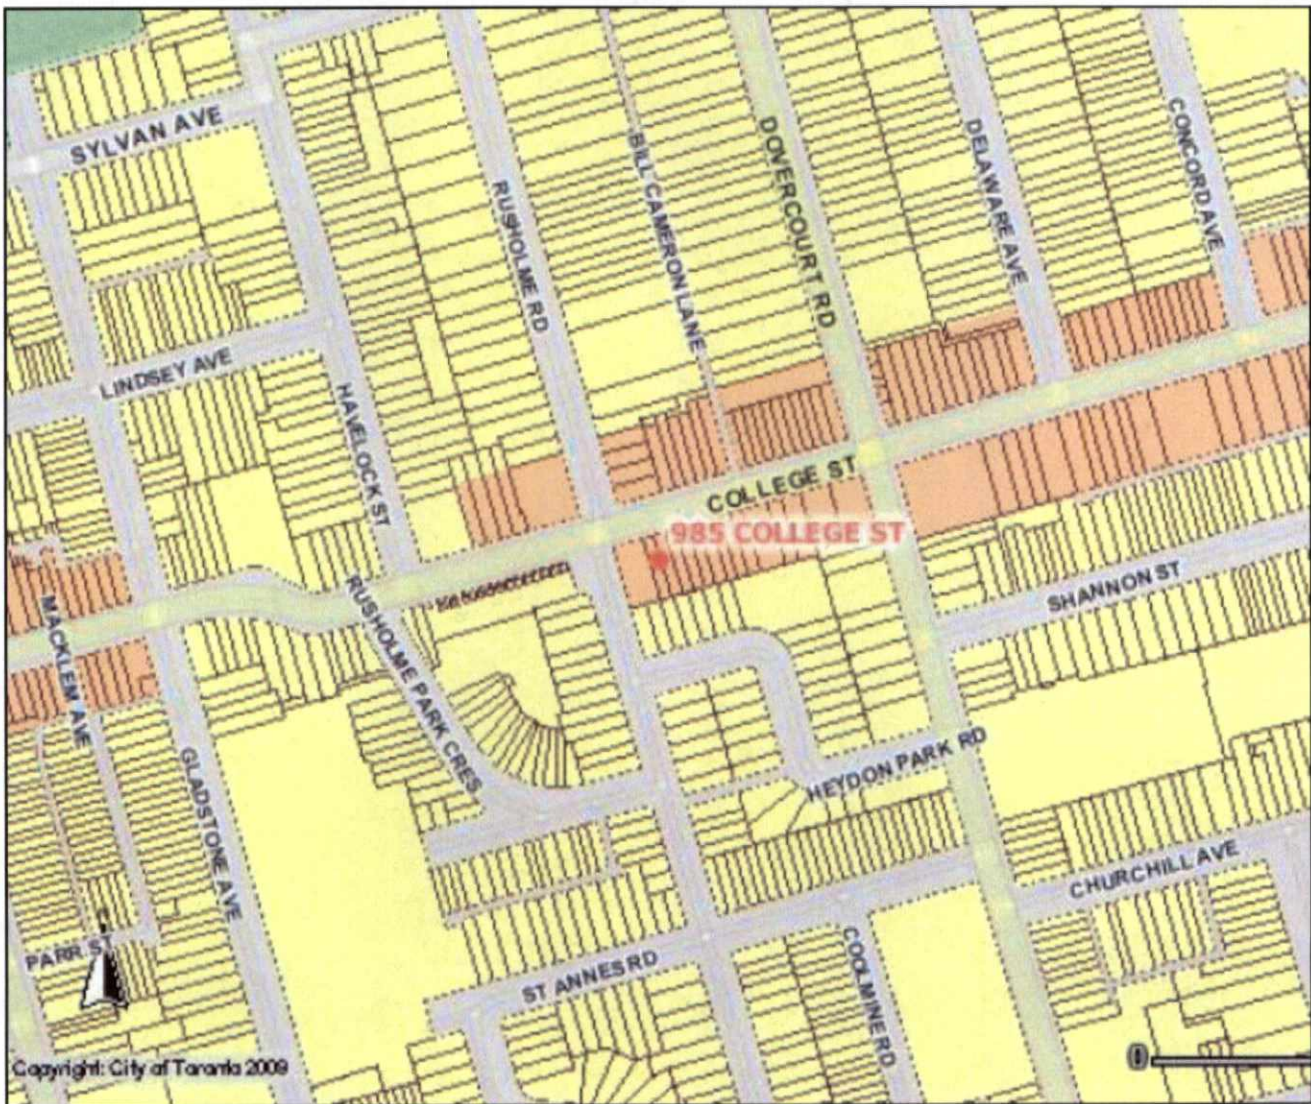 SYLVAN AVE
BILL CAMERON LANE
DOVERCOURT RD
DELAWARE AVE
CONCORD AVE
RUSHOLME RD
LINDSEY AVE
HAVELOCK ST
COLLEGE ST
985 COLLEGE ST
MACKLEM AVE
RUSHOLME PARK CRES
SHANNON ST
GLADSTONE AVE
HEYDON PARK RD
CHURCHILL AVE
PARR ST
ST ANNES RD
COOLMINE RD
Copyright: City of Toronto 2009
0